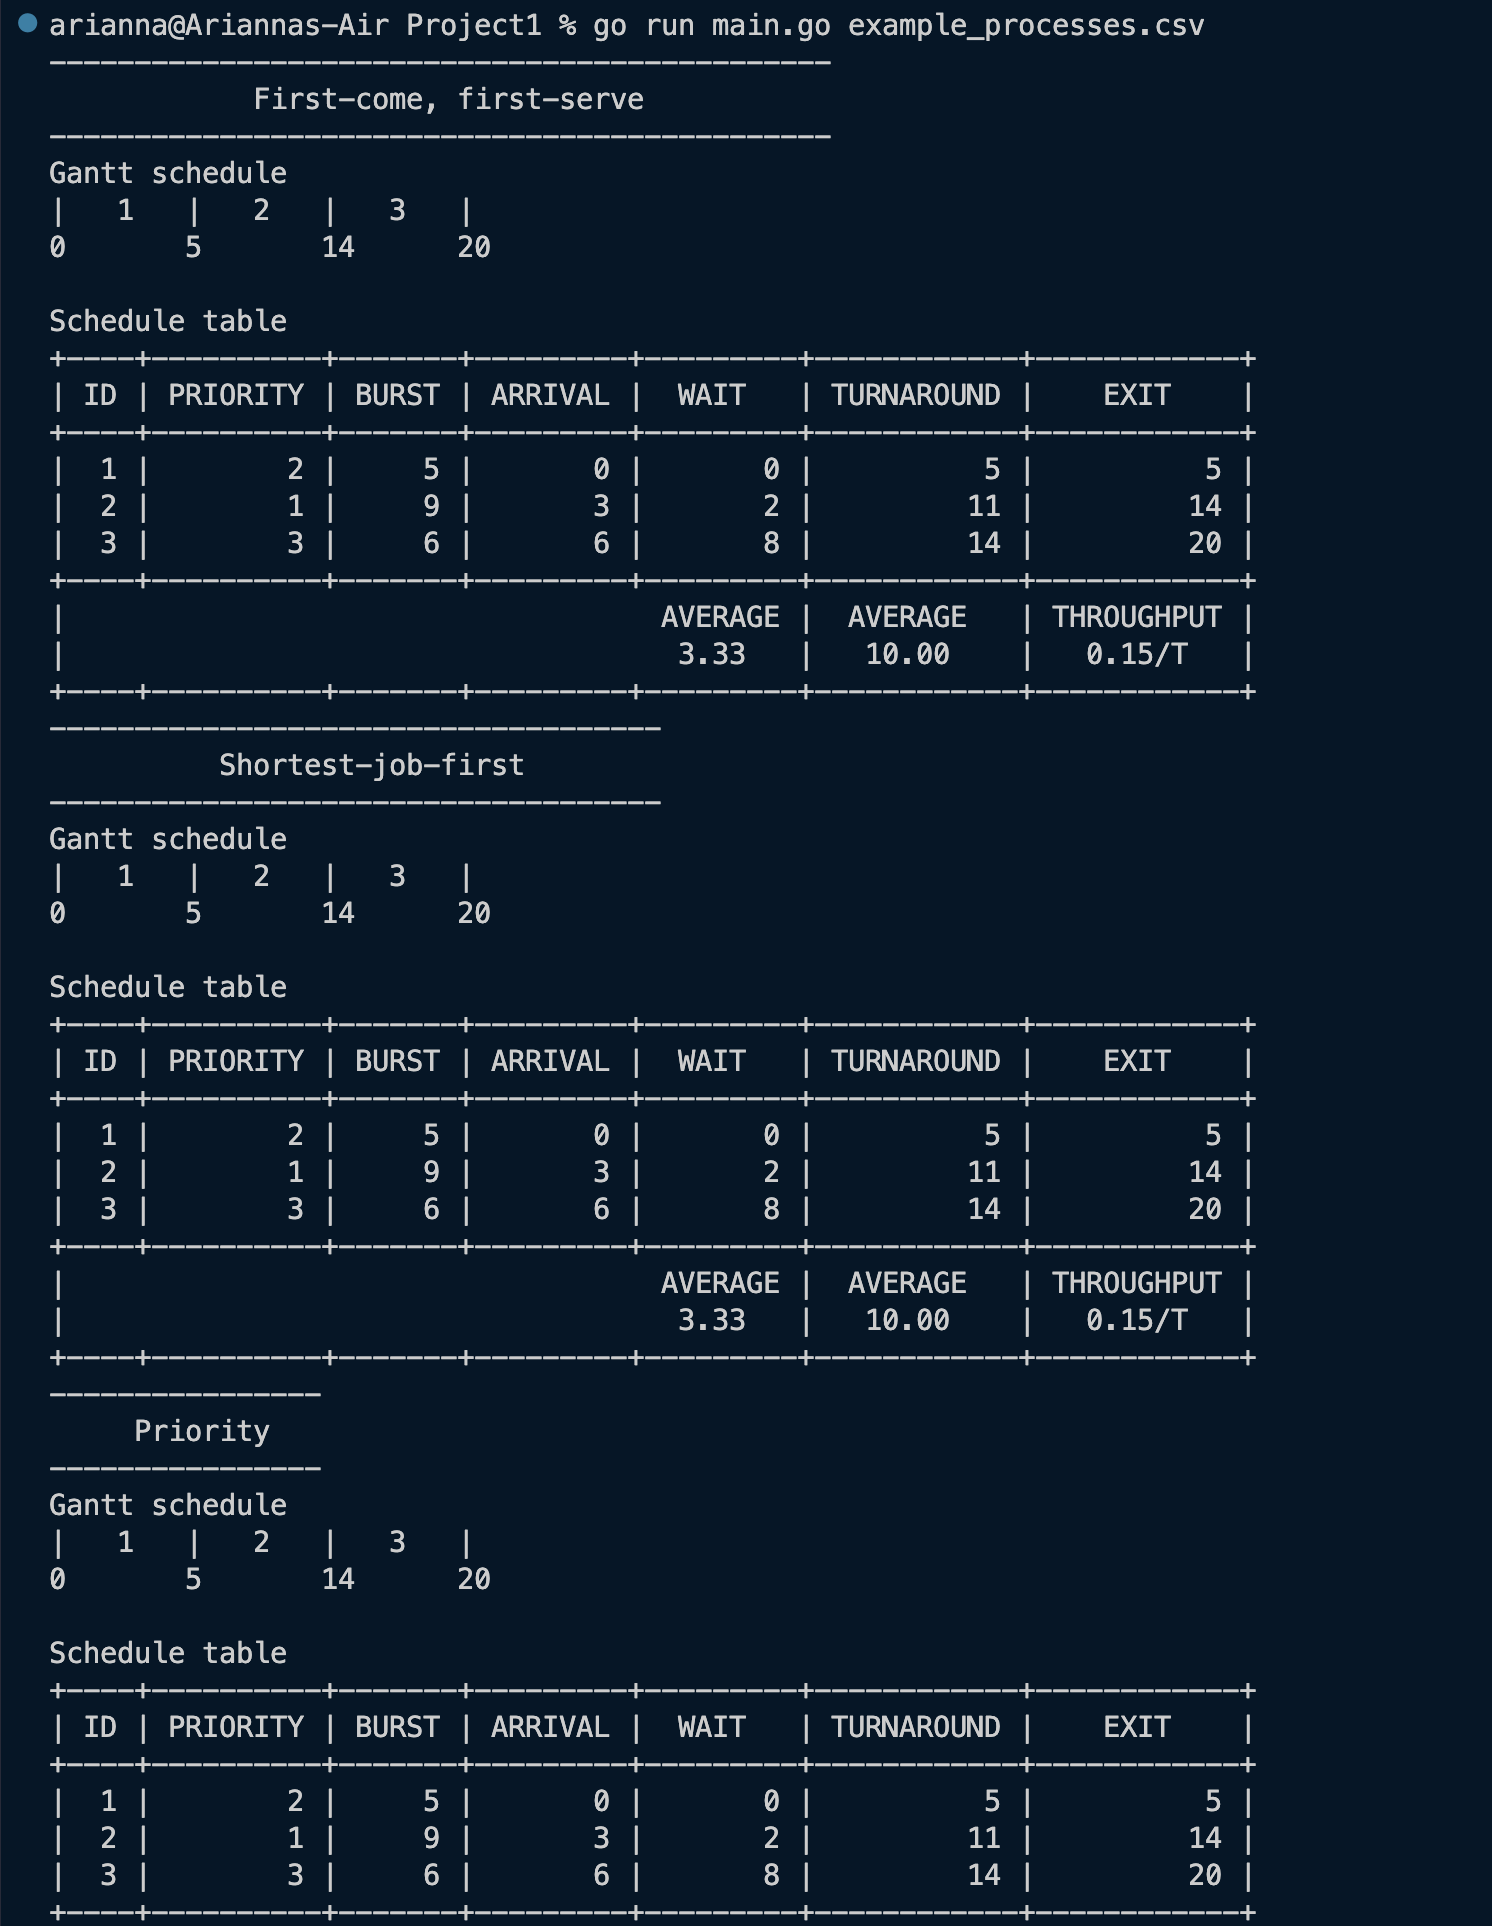 arianna@Ariannas-Air Project1 % go run main.go example_processes.csv
----------------------------------------------
            First-come, first-serve
----------------------------------------------
Gantt schedule
|   1   |   2   |   3   |
0       5       14      20

Schedule table
+----+----------+-------+---------+---------+------------+------------+
| ID | PRIORITY | BURST | ARRIVAL |  WAIT   | TURNAROUND |    EXIT    |
+----+----------+-------+---------+---------+------------+------------+
|  1 |        2 |     5 |       0 |       0 |          5 |          5 |
|  2 |        1 |     9 |       3 |       2 |         11 |         14 |
|  3 |        3 |     6 |       6 |       8 |         14 |         20 |
+----+----------+-------+---------+---------+------------+------------+
|                                   AVERAGE |  AVERAGE   | THROUGHPUT |
|                                    3.33   |   10.00    |   0.15/T   |
+----+----------+-------+---------+---------+------------+------------+
------------------------------------
          Shortest-job-first
------------------------------------
Gantt schedule
|   1   |   2   |   3   |
0       5       14      20

Schedule table
+----+----------+-------+---------+---------+------------+------------+
| ID | PRIORITY | BURST | ARRIVAL |  WAIT   | TURNAROUND |    EXIT    |
+----+----------+-------+---------+---------+------------+------------+
|  1 |        2 |     5 |       0 |       0 |          5 |          5 |
|  2 |        1 |     9 |       3 |       2 |         11 |         14 |
|  3 |        3 |     6 |       6 |       8 |         14 |         20 |
+----+----------+-------+---------+---------+------------+------------+
|                                   AVERAGE |  AVERAGE   | THROUGHPUT |
|                                    3.33   |   10.00    |   0.15/T   |
+----+----------+-------+---------+---------+------------+------------+
----------------
     Priority
----------------
Gantt schedule
|   1   |   2   |   3   |
0       5       14      20

Schedule table
+----+----------+-------+---------+---------+------------+------------+
| ID | PRIORITY | BURST | ARRIVAL |  WAIT   | TURNAROUND |    EXIT    |
+----+----------+-------+---------+---------+------------+------------+
|  1 |        2 |     5 |       0 |       0 |          5 |          5 |
|  2 |        1 |     9 |       3 |       2 |         11 |         14 |
|  3 |        3 |     6 |       6 |       8 |         14 |         20 |
+----+----------+-------+---------+---------+------------+------------+